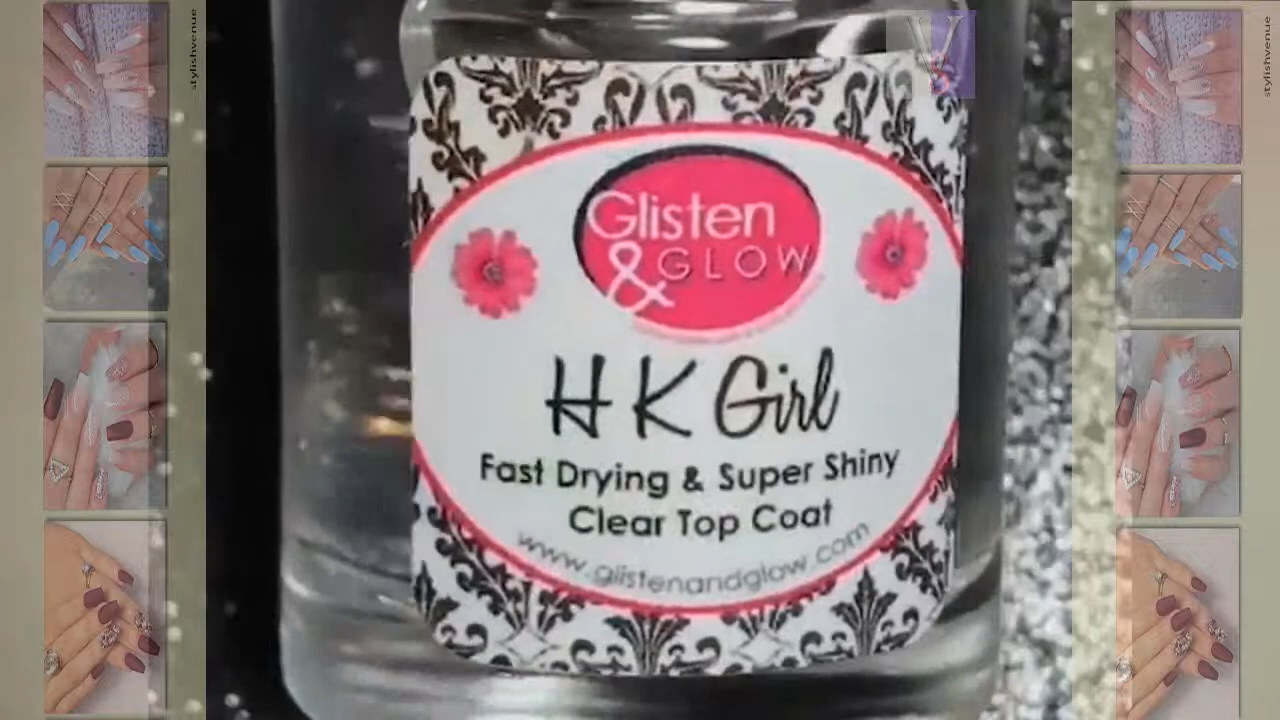 stylishvenue
V
Glisten
& GLOW
H K Girl
Fast Drying & Super Shiny
Clear Top Coat
www.glistenandglow.com
stylishvenue